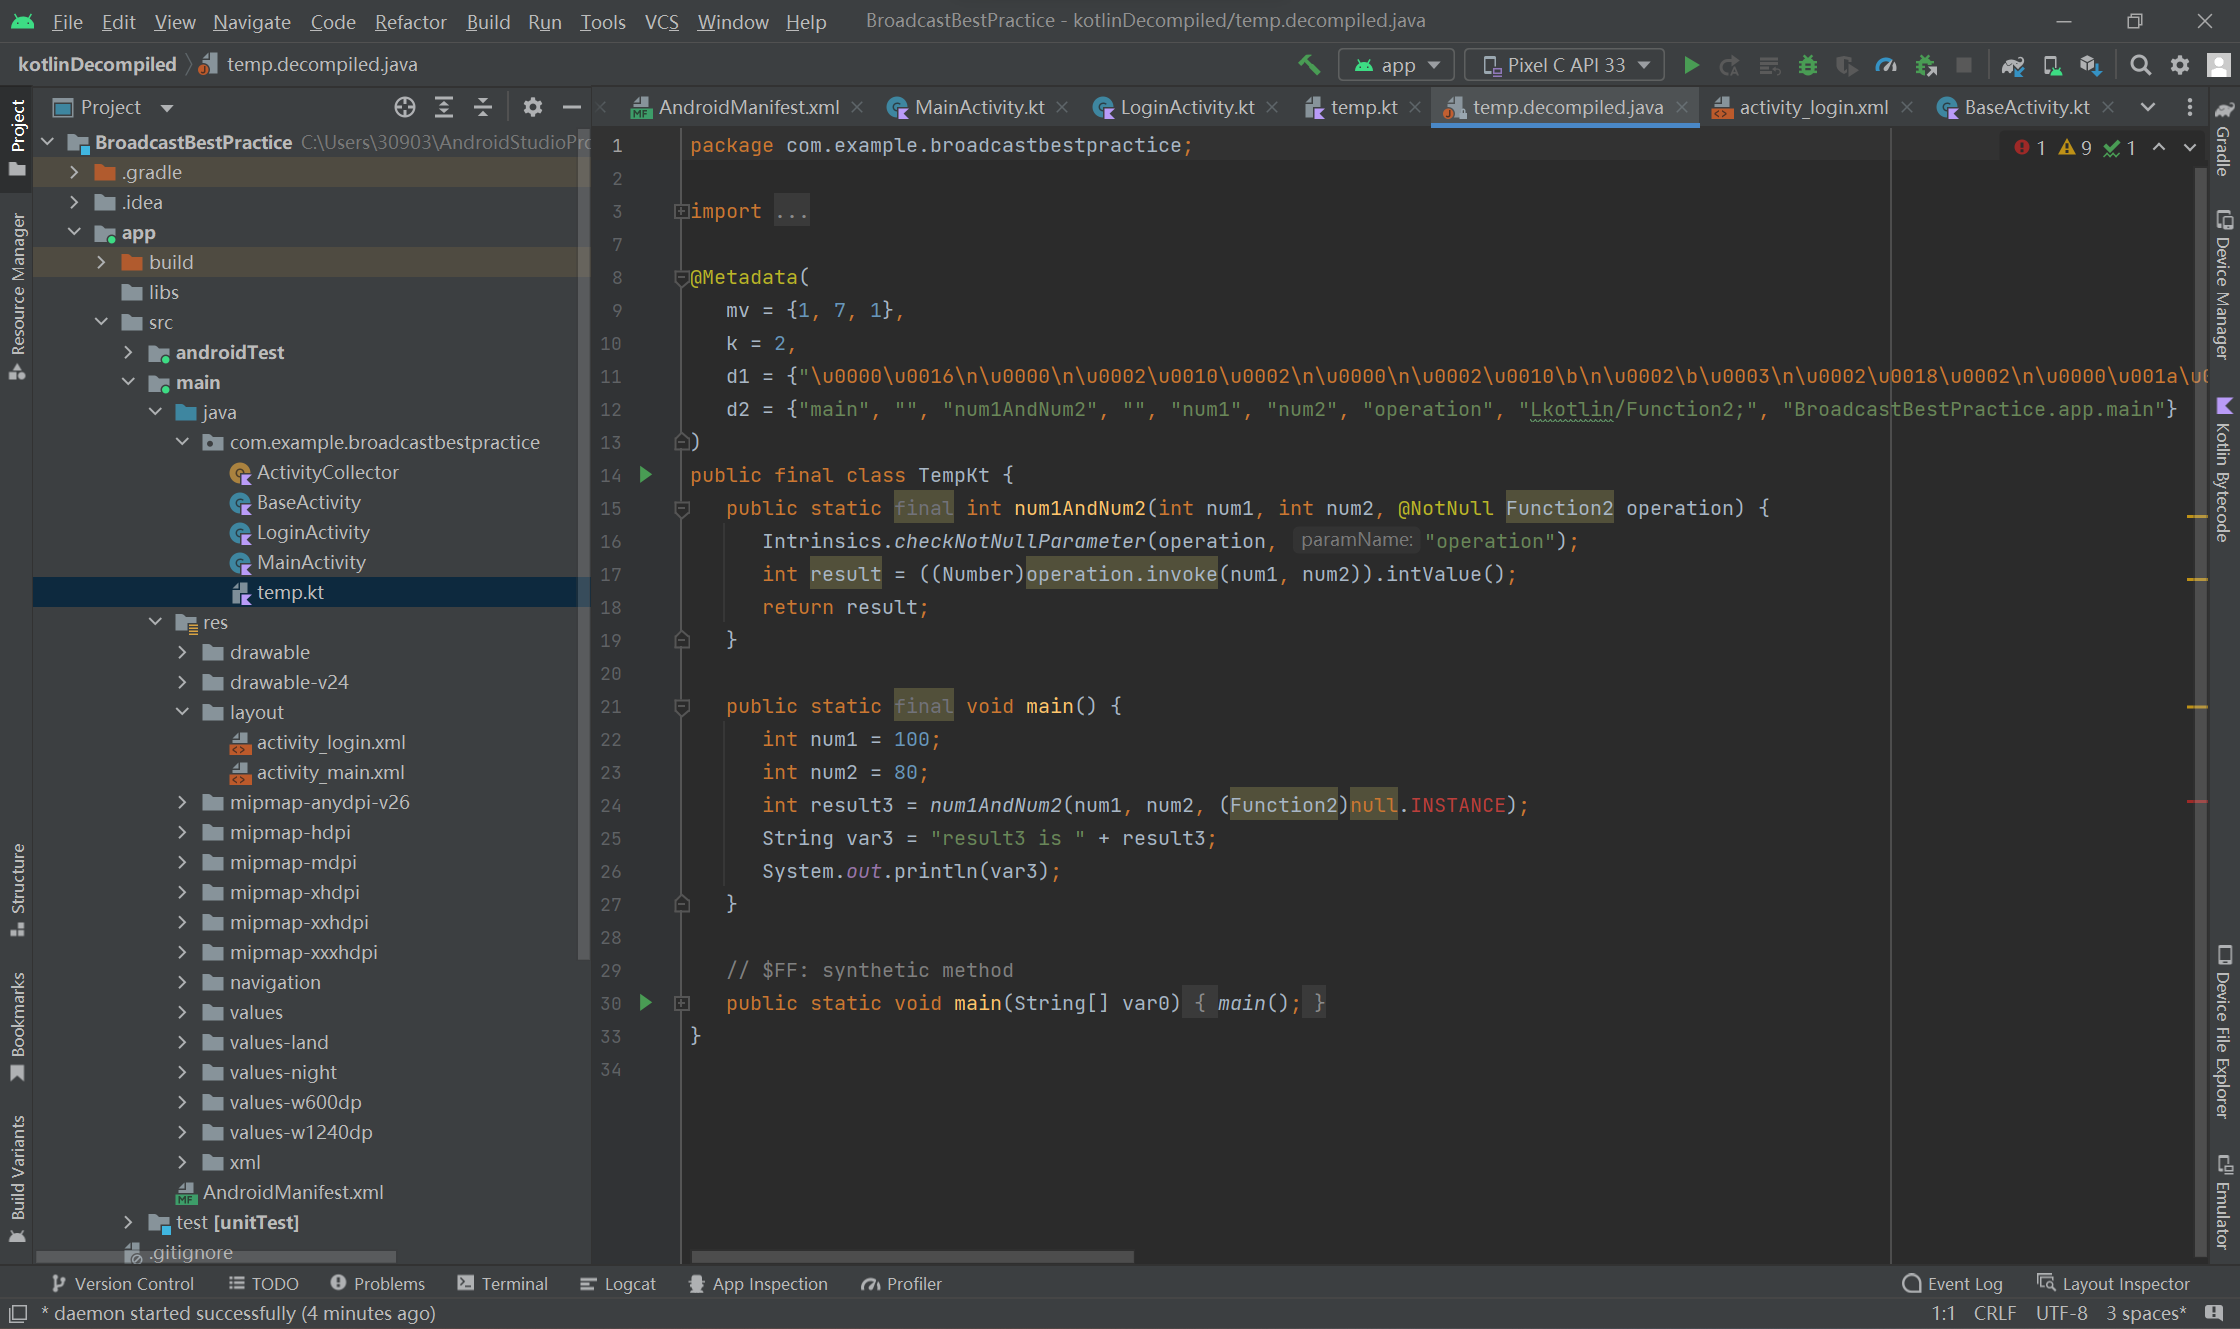 File Edit View Navigate Code Refactor Build Run Tools VCS Window Help BroadcastBestPractice - kotlinDecompiled/temp.decompiled.java
kotlinDecompiled temp.decompiled.java app Pixel C API 33
Project
AndroidManifest.xml MainActivity.kt LoginActivity.kt temp.kt temp.decompiled.java activity_login.xml BaseActivity.kt
BroadcastBestPractice C:\Users\30903\AndroidStudioPro
.gradle
.idea
app
build
libs
src
androidTest
main
java
com.example.broadcastbestpractice
ActivityCollector
BaseActivity
LoginActivity
MainActivity
temp.kt
res
drawable
drawable-v24
layout
activity_login.xml
activity_main.xml
mipmap-anydpi-v26
mipmap-hdpi
mipmap-mdpi
mipmap-xhdpi
mipmap-xxhdpi
mipmap-xxxhdpi
navigation
values
values-land
values-night
values-w600dp
values-w1240dp
xml
AndroidManifest.xml
test [unitTest]
.gitignore
1 package com.example.broadcastbestpractice;
1 9 1
2
3 import ...
7
8 @Metadata(
9 mv = {1, 7, 1},
10 k = 2,
11 d1 = {"\u0000\u0016\n\u0000\n\u0002\u0010\u0002\n\u0000\n\u0002\u0010\b\n\u0002\b\u0003\n\u0002\u0018\u0002\n\u0000\u001a\u0
12 d2 = {"main", "", "num1AndNum2", "", "num1", "num2", "operation", "Lkotlin/Function2;", "BroadcastBestPractice.app.main"}
13 )
14 public final class TempKt {
15 public static final int num1AndNum2(int num1, int num2, @NotNull Function2 operation) {
16 Intrinsics.checkNotNullParameter(operation, paramName: "operation");
17 int result = ((Number)operation.invoke(num1, num2)).intValue();
18 return result;
19 }
20
21 public static final void main() {
22 int num1 = 100;
23 int num2 = 80;
24 int result3 = num1AndNum2(num1, num2, (Function2)null.INSTANCE);
25 String var3 = "result3 is " + result3;
26 System.out.println(var3);
27 }
28
29 // $FF: synthetic method
30 public static void main(String[] var0) { main(); }
33 }
34
Project
Resource Manager
Structure
Bookmarks
Build Variants
Gradle
Device Manager
Kotlin Bytecode
Device File Explorer
Emulator
Version Control TODO Problems Terminal Logcat App Inspection Profiler Event Log Layout Inspector
* daemon started successfully (4 minutes ago) 1:1 CRLF UTF-8 3 spaces*